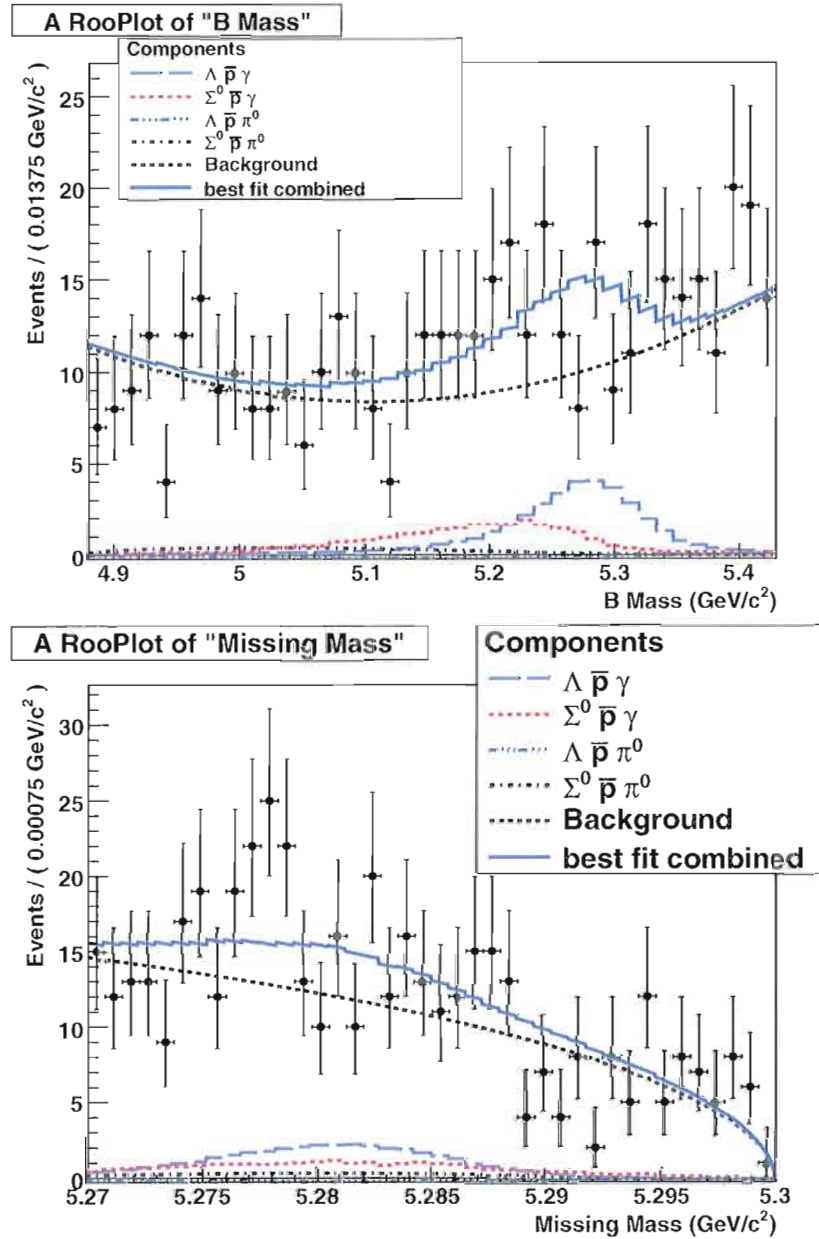 A RooPlot of "B Mass"
Components
Λ p̅ γ
Σ⁰ p̅ γ
Λ p̅ π⁰
Σ⁰ p̅ π⁰
Background
best fit combined
Events / ( 0.01375 GeV/c² )
25
20
15
10
5
0
4.9 5 5.1 5.2 5.3 5.4
B Mass (GeV/c²)
A RooPlot of "Missing Mass"
Components
Λ p̅ γ
Σ⁰ p̅ γ
Λ p̅ π⁰
Σ⁰ p̅ π⁰
Background
best fit combined
Events / ( 0.00075 GeV/c² )
30
25
20
15
10
5
0
5.27 5.275 5.28 5.285 5.29 5.295 5.3
Missing Mass (GeV/c²)